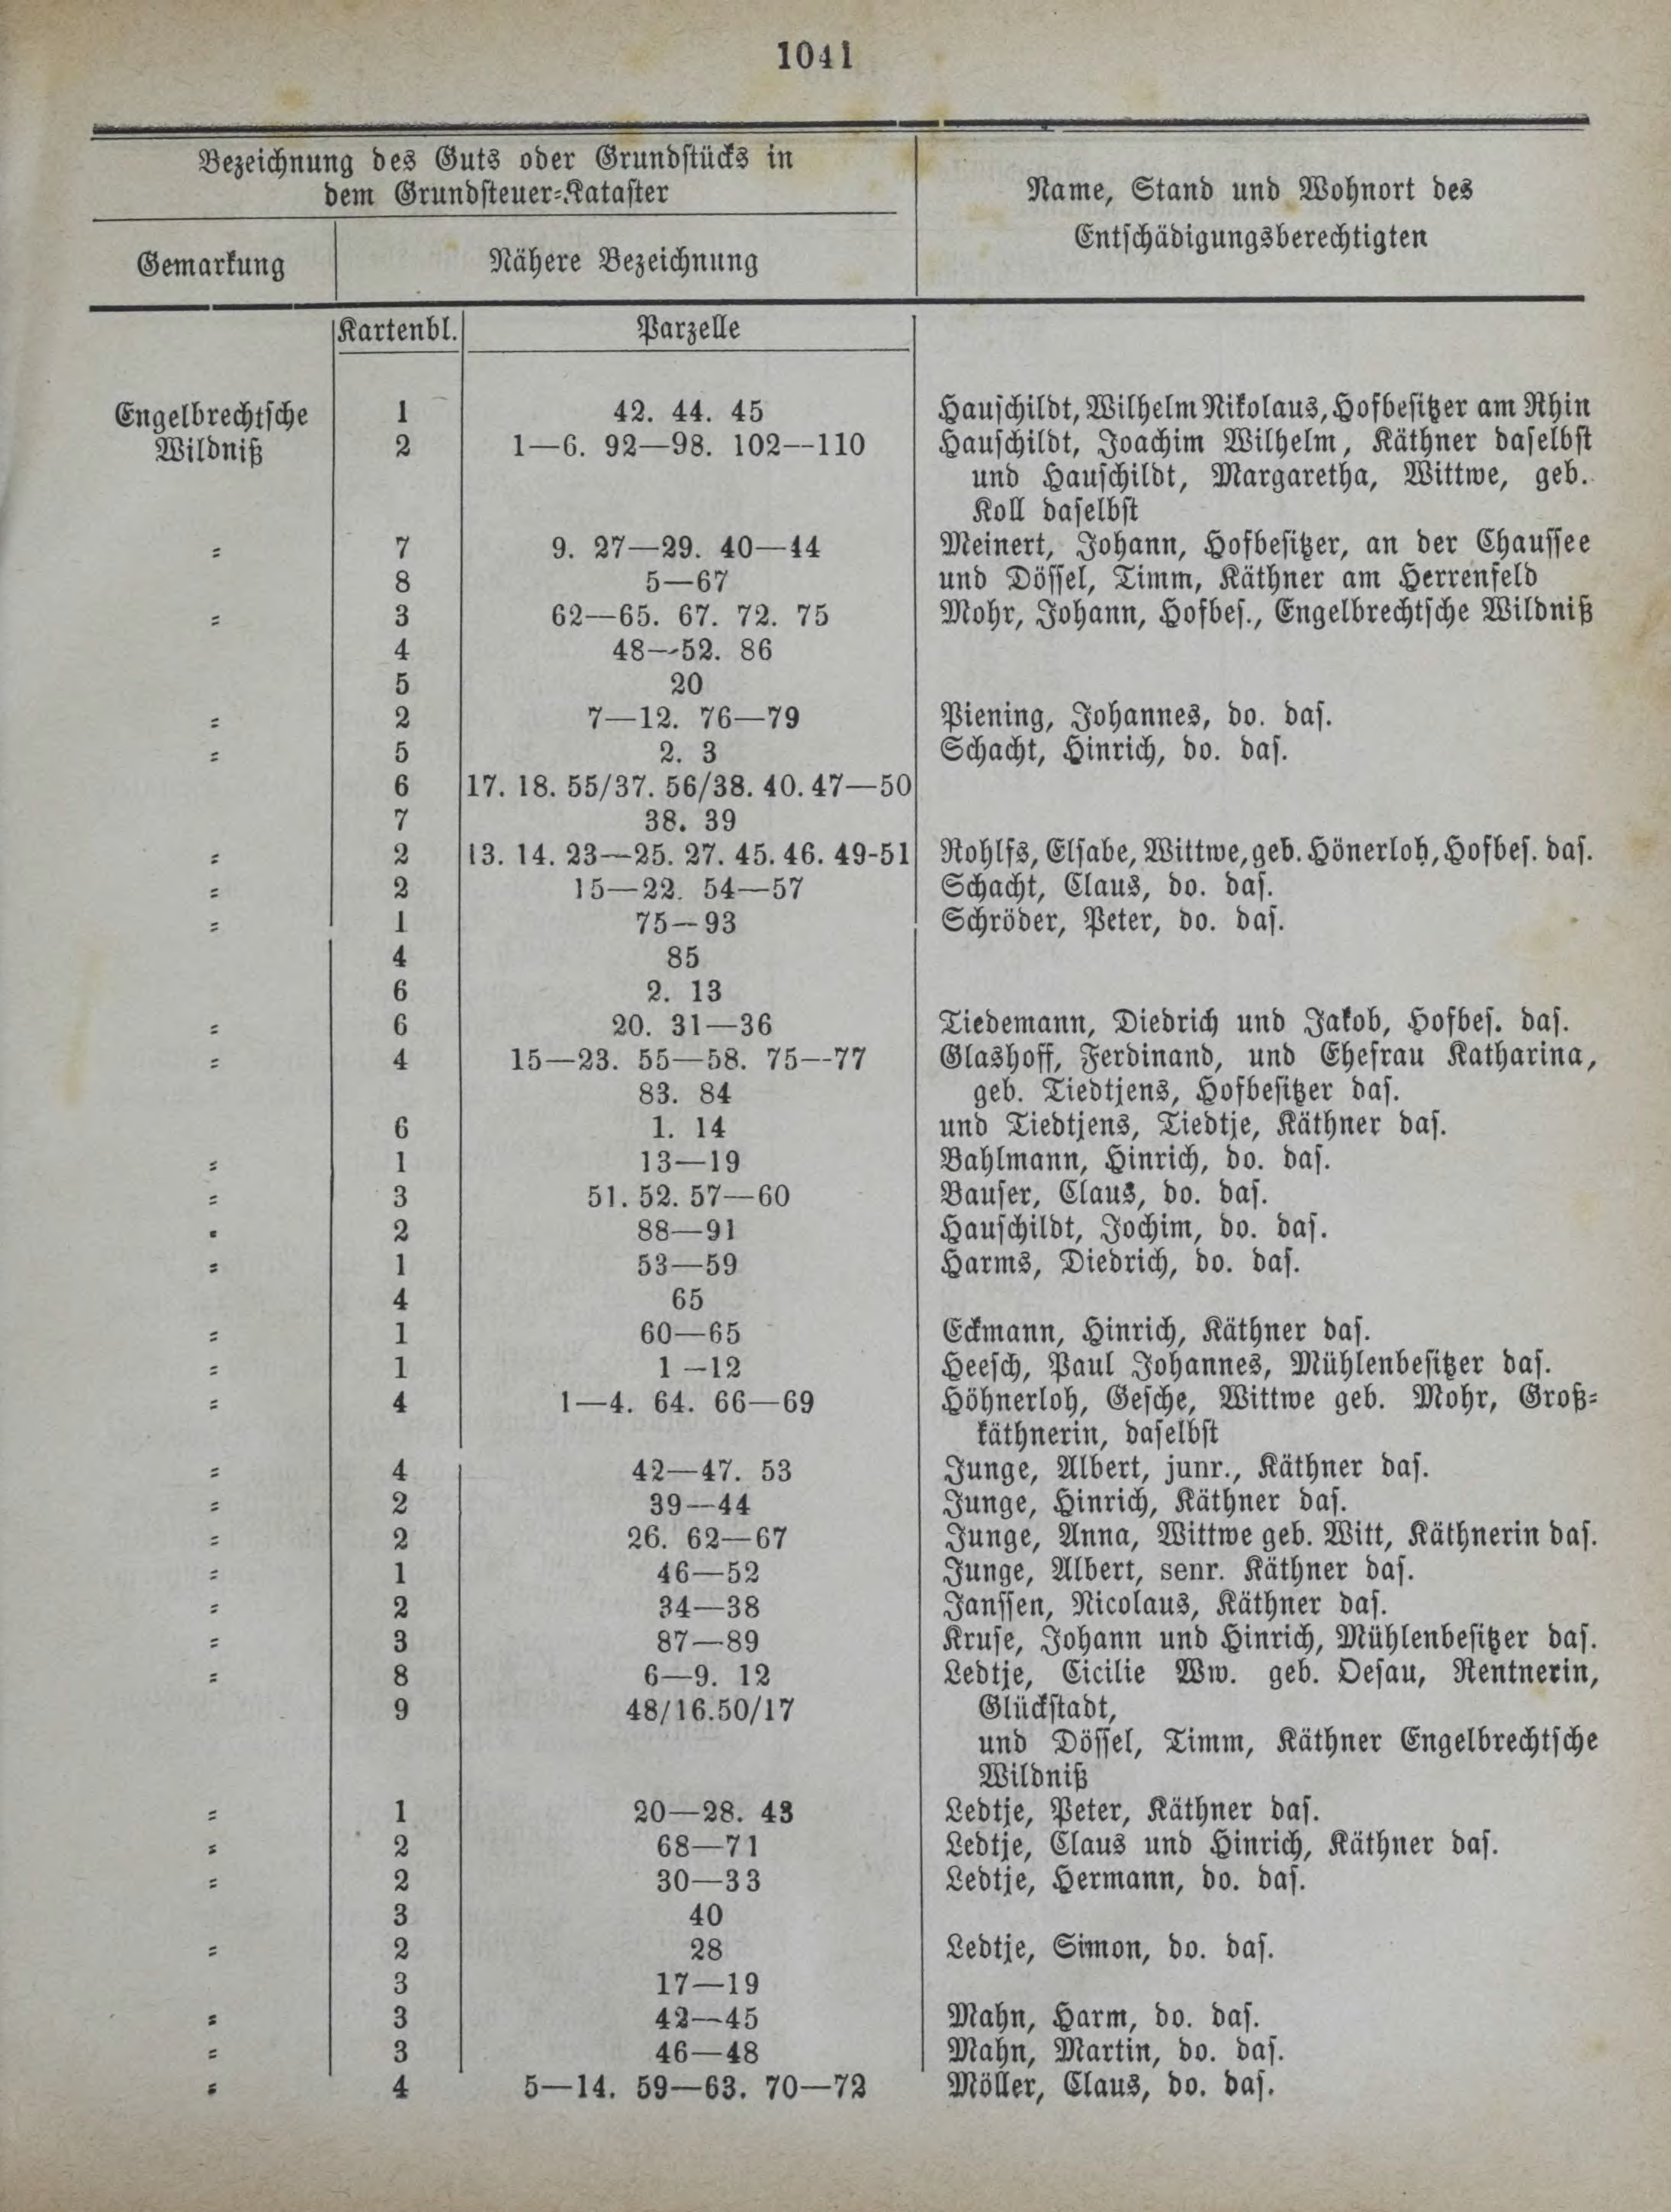 1041
Bezeichnung des Guts oder Grundstücks in
dem Grundsteuer-Kataster
Name, Stand und Wohnort des
Entschädigungsberechtigten
Gemarkung Nähere Bezeichnung
Kartenbl. Parzelle
Engelbrechtsche 1 42. 44. 45 Hauschildt, Wilhelm Nikolaus, Hofbesitzer am Rhin
Wildniß 2 1—6. 92—98. 102—110 Hauschildt, Joachim Wilhelm, Käthner daselbst
und Hauschildt, Margaretha, Wittwe, geb.
Koll daselbst
= 7 9. 27—29. 40—44 Meinert, Johann, Hofbesitzer, an der Chaussee
8 5—67 und Dössel, Timm, Käthner am Herrenfeld
= 3 62—65. 67. 72. 75 Mohr, Johann, Hofbes., Engelbrechtsche Wildniß
4 48—52. 86
5 20
= 2 7—12. 76—79 Piening, Johannes, do. das.
= 5 2. 3 Schacht, Hinrich, do. das.
6 17. 18. 55/37. 56/38. 40. 47—50
7 38. 39
= 2 13. 14. 23—25. 27. 45. 46. 49-51 Rohlfs, Elsabe, Wittwe, geb. Hönerloh, Hofbes. das.
= 2 15—22. 54—57 Schacht, Claus, do. das.
= 1 75—93 Schröder, Peter, do. das.
4 85
6 2. 13
= 6 20. 31—36 Tiedemann, Diedrich und Jakob, Hofbes. das.
= 4 15—23. 55—58. 75—77 Glashoff, Ferdinand, und Ehefrau Katharina,
83. 84 geb. Tiedtjens, Hofbesitzer das.
6 1. 14 und Tiedtjens, Tiedtje, Käthner das.
= 1 13—19 Bahlmann, Hinrich, do. das.
= 3 51. 52. 57—60 Bauser, Claus, do. das.
= 2 88—91 Hauschildt, Jochim, do. das.
= 1 53—59 Harms, Diedrich, do. das.
4 65
= 1 60—65 Eckmann, Hinrich, Käthner das.
= 1 1—12 Heesch, Paul Johannes, Mühlenbesitzer das.
= 4 1—4. 64. 66—69 Höhnerloh, Gesche, Wittwe geb. Mohr, Groß-
käthnerin, daselbst
= 4 42—47. 53 Junge, Albert, junr., Käthner das.
= 2 39—44 Junge, Hinrich, Käthner das.
= 2 26. 62—67 Junge, Anna, Wittwe geb. Witt, Käthnerin das.
= 1 46—52 Junge, Albert, senr. Käthner das.
= 2 34—38 Janssen, Nicolaus, Käthner das.
= 3 87—89 Kruse, Johann und Hinrich, Mühlenbesitzer das.
= 8 6—9. 12 Ledtje, Cicilie Ww. geb. Desau, Rentnerin,
9 48/16.50/17 Glückstadt,
und Dössel, Timm, Käthner Engelbrechtsche
Wildniß
= 1 20—28. 43 Ledtje, Peter, Käthner das.
= 2 68—71 Ledtje, Claus und Hinrich, Käthner das.
= 2 30—33 Ledtje, Hermann, do. das.
3 40
= 2 28 Ledtje, Simon, do. das.
3 17—19
= 3 42—45 Mahn, Harm, do. das.
= 3 46—48 Mahn, Martin, do. das.
= 4 5—14. 59—63. 70—72 Möller, Claus, do. das.